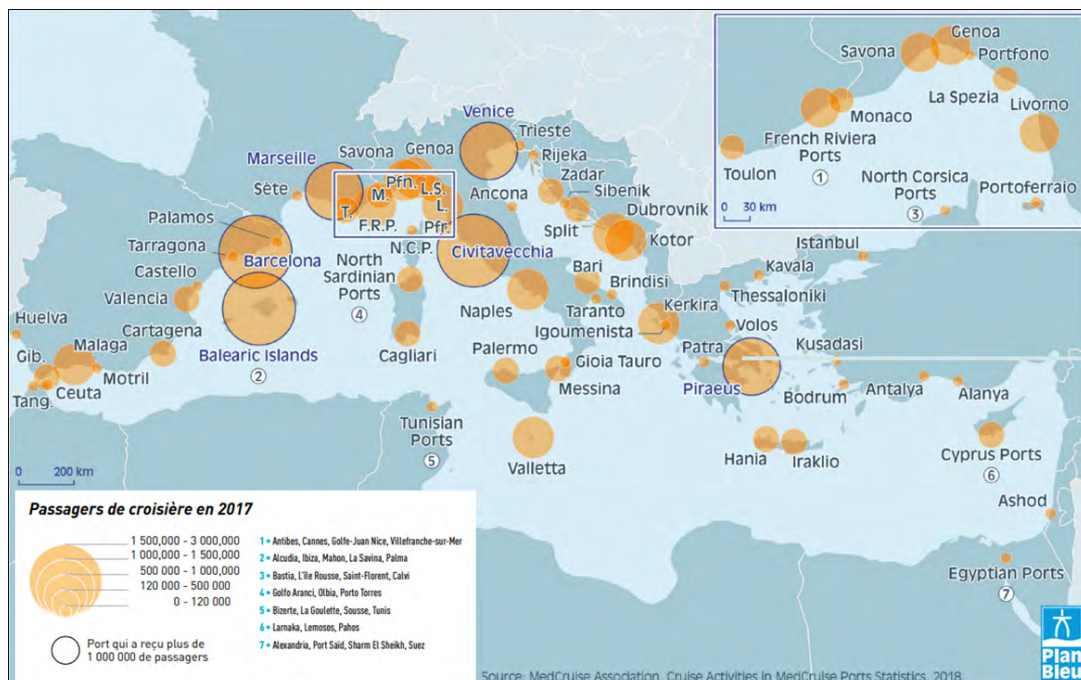 Genoa
Savona
Portfono
La Spezia
Livorno
Monaco
French Riviera
Ports
1
Toulon
North Corsica
Ports
3
Portoferraio
0 30 km
Venice
Trieste
Savona Genoa
Rijeka
Marseille
Zadar
Sète
Pfn.
L.S.
M.
Ancona
Sibenik
Palamos
T.
L.
Dubrovnik
F.R.P.
Pfr.
Split
Tarragona
N.C.P.
Kotor
Barcelona
Civitavecchia
Istanbul
Castello
North
Sardinian
Ports
4
Bari
Kavala
Valencia
Brindisi
Thessaloniki
Huelva
Naples
Taranto
Kerkira
Cartagena
Igoumenista
Volos
Malaga
Gib.
Balearic Islands
2
Palermo
Gioia Tauro
Patra
Kusadasi
Motril
Cagliari
Messina
Piraeus
Bodrum
Antalya
Alanya
Tang.
Ceuta
Tunisian
Ports
5
Valletta
Hania
Iraklio
Cyprus Ports
6
0 200 km
Ashod
Egyptian Ports
7
Passagers de croisière en 2017
1 500,000 - 3 000,000
1 000,000 - 1 500,000
500 000 - 1 000,000
120 000 - 500 000
0 - 120 000
Port qui a reçu plus de
1 000 000 de passagers
1 • Antibes, Cannes, Golfe-Juan Nice, Villefranche-sur-Mer
2 • Alcudia, Ibiza, Mahon, La Savina, Palma
3 • Bastia, L'île Rousse, Saint-Florent, Calvi
4 • Golfo Aranci, Olbia, Porto Torres
5 • Bizerte, La Goulette, Sousse, Tunis
6 • Larnaka, Lemosos, Pahos
7 • Alexandria, Port Saïd, Sharm El Sheikh, Suez
Plan
Bleu
Source: MedCruise Association, Cruise Activities in MedCruise Ports Statistics, 2018.